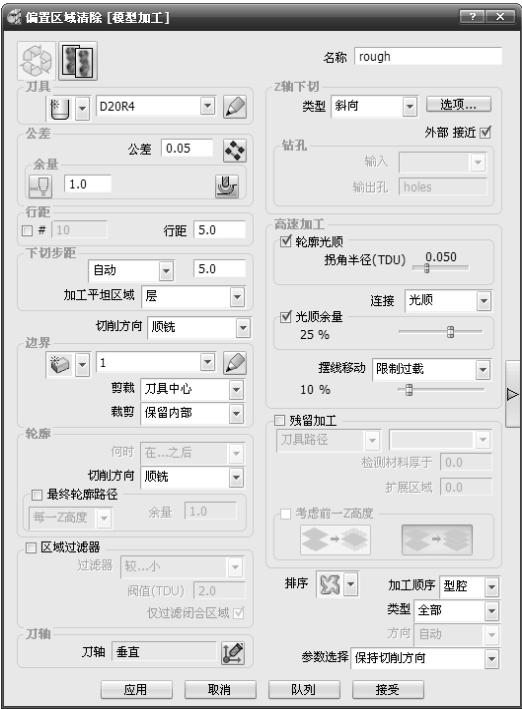 偏置区域清除 [模型加工]
名称 rough
刀具
D20R4
公差
公差 0.05
余量
1.0
行距
# 10 行距 5.0
下切步距
自动 5.0
加工平坦区域 层
切削方向 顺铣
边界
1
剪裁 刀具中心
裁剪 保留内部
轮廓
何时 在...之后
切削方向 顺铣
最终轮廓路径
每一Z高度 余量 1.0
区域过滤器
过滤器 较...小
阀值(TDU) 2.0
仅过滤闭合区域
刀轴
刀轴 垂直
Z轴下切
类型 斜向 选项...
外部 接近
钻孔
输入
输出孔 holes
高速加工
轮廓光顺
拐角半径(TDU) 0.050
连接 光顺
光顺余量
25 %
摆线移动 限制过载
10 %
残留加工
刀具路径
检测材料厚于 0.0
扩展区域 0.0
考虑前一Z高度
排序 加工顺序 型腔
类型 全部
方向 自动
参数选择 保持切削方向
应用 取消 队列 接受